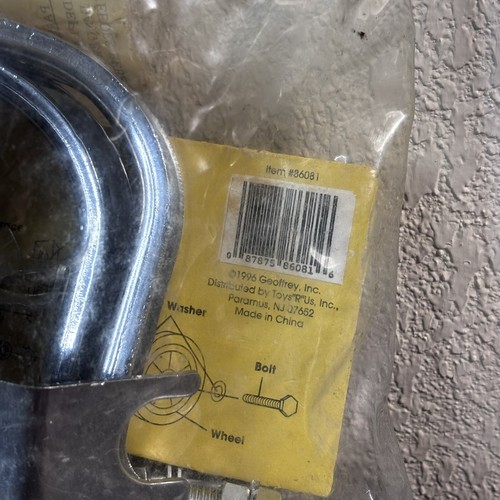 Item #86081
0 87875 86081 6
©1996 Geoffrey, Inc.
Distributed by Toys"R"Us, Inc.,
Paramus, NJ 07652
Made in China
Washer
Bolt
Wheel